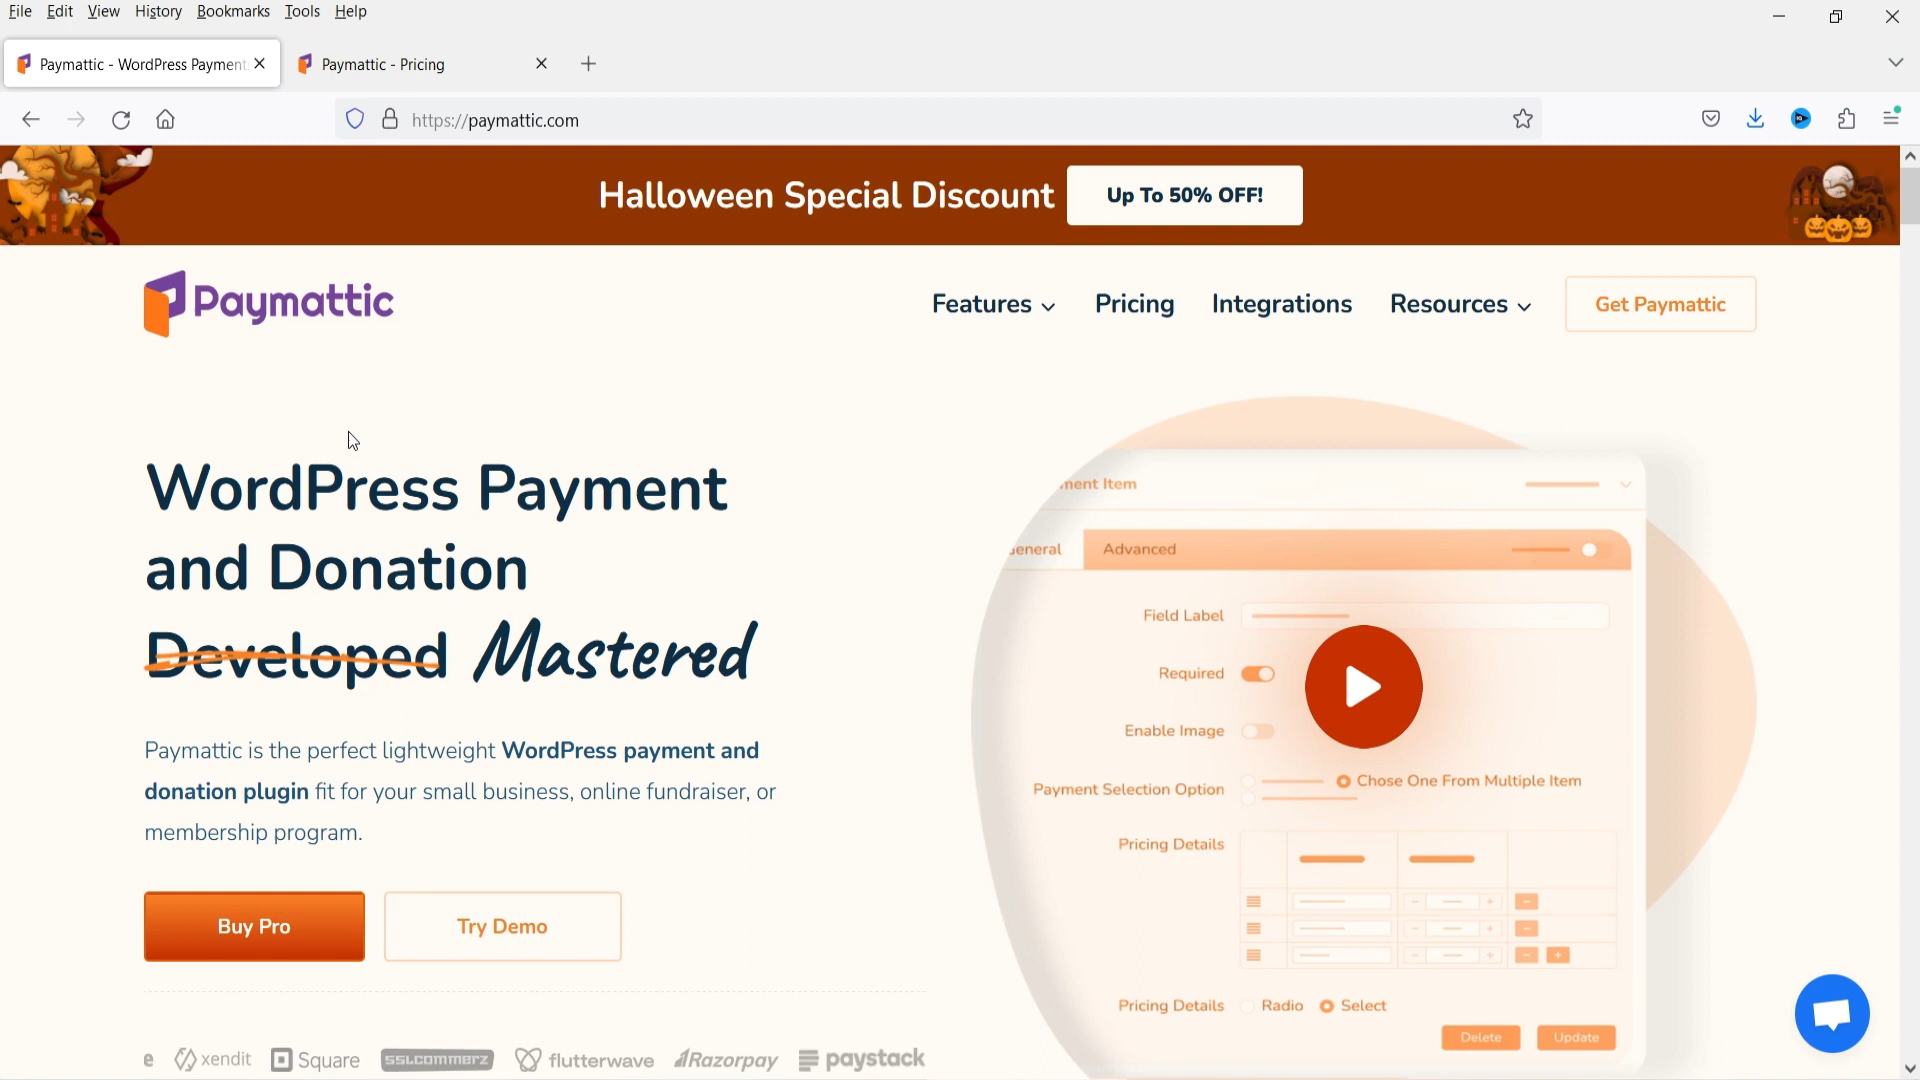 File Edit View History Bookmarks Tools Help
Paymattic - WordPress Payment
Paymattic - Pricing
https://paymattic.com
Halloween Special Discount
Up To 50% OFF!
Paymattic
Features
Pricing
Integrations
Resources
Get Paymattic
WordPress Payment
and Donation
Developed Mastered
Paymattic is the perfect lightweight WordPress payment and
donation plugin fit for your small business, online fundraiser, or
membership program.
Buy Pro
Try Demo
e xendit Square SSLCOMMERZ flutterwave Razorpay paystack
ment Item
eneral
Advanced
Field Label
Required
Enable Image
Payment Selection Option
Chose One From Multiple Item
Pricing Details
Pricing Details Radio Select
Delete Update